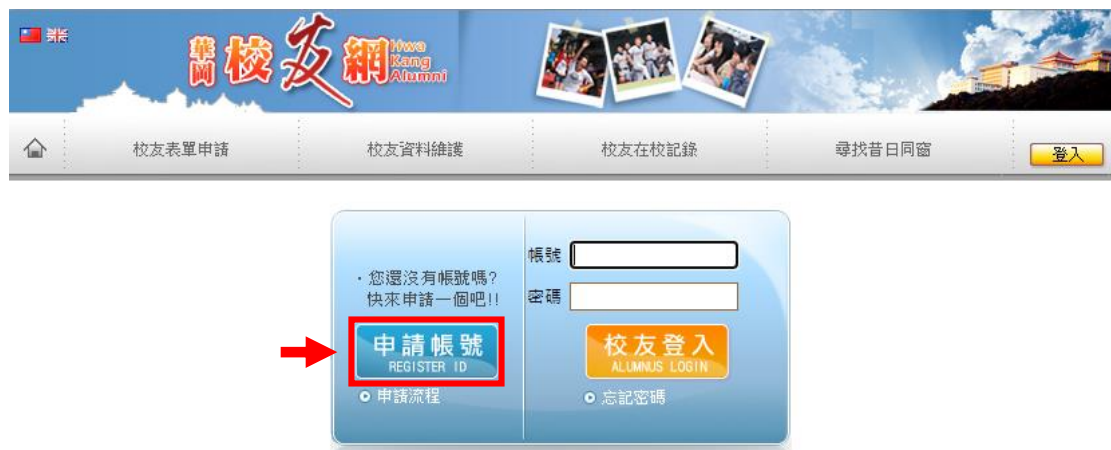 華岡校友網 Hwa Kang Alumni
校友表單申請 校友資料維護 校友在校記錄 尋找昔日同窗 登入
帳號
・您還沒有帳號嗎?
快來申請一個吧!!
密碼
申請帳號
REGISTER ID
申請流程
校友登入
ALUMNUS LOGIN
忘記密碼